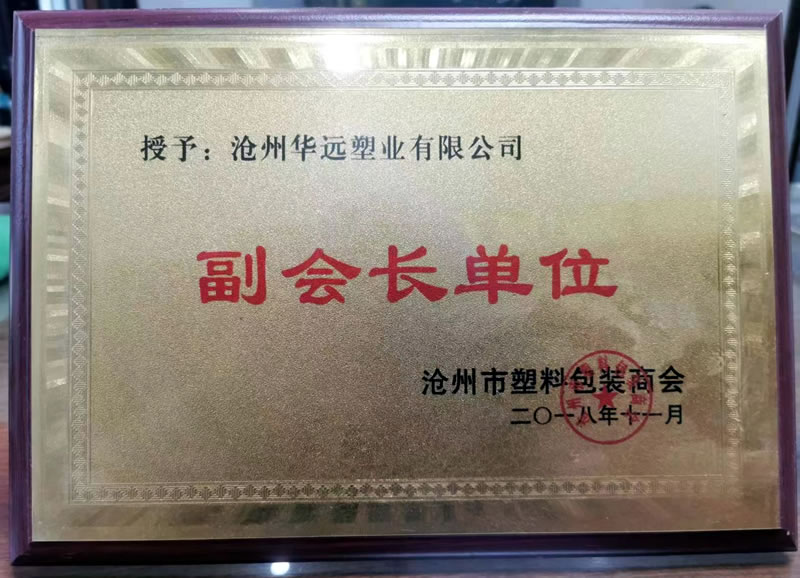 授予：沧州华远塑业有限公司
副会长单位
沧州市塑料包装商会
二〇一八年十一月